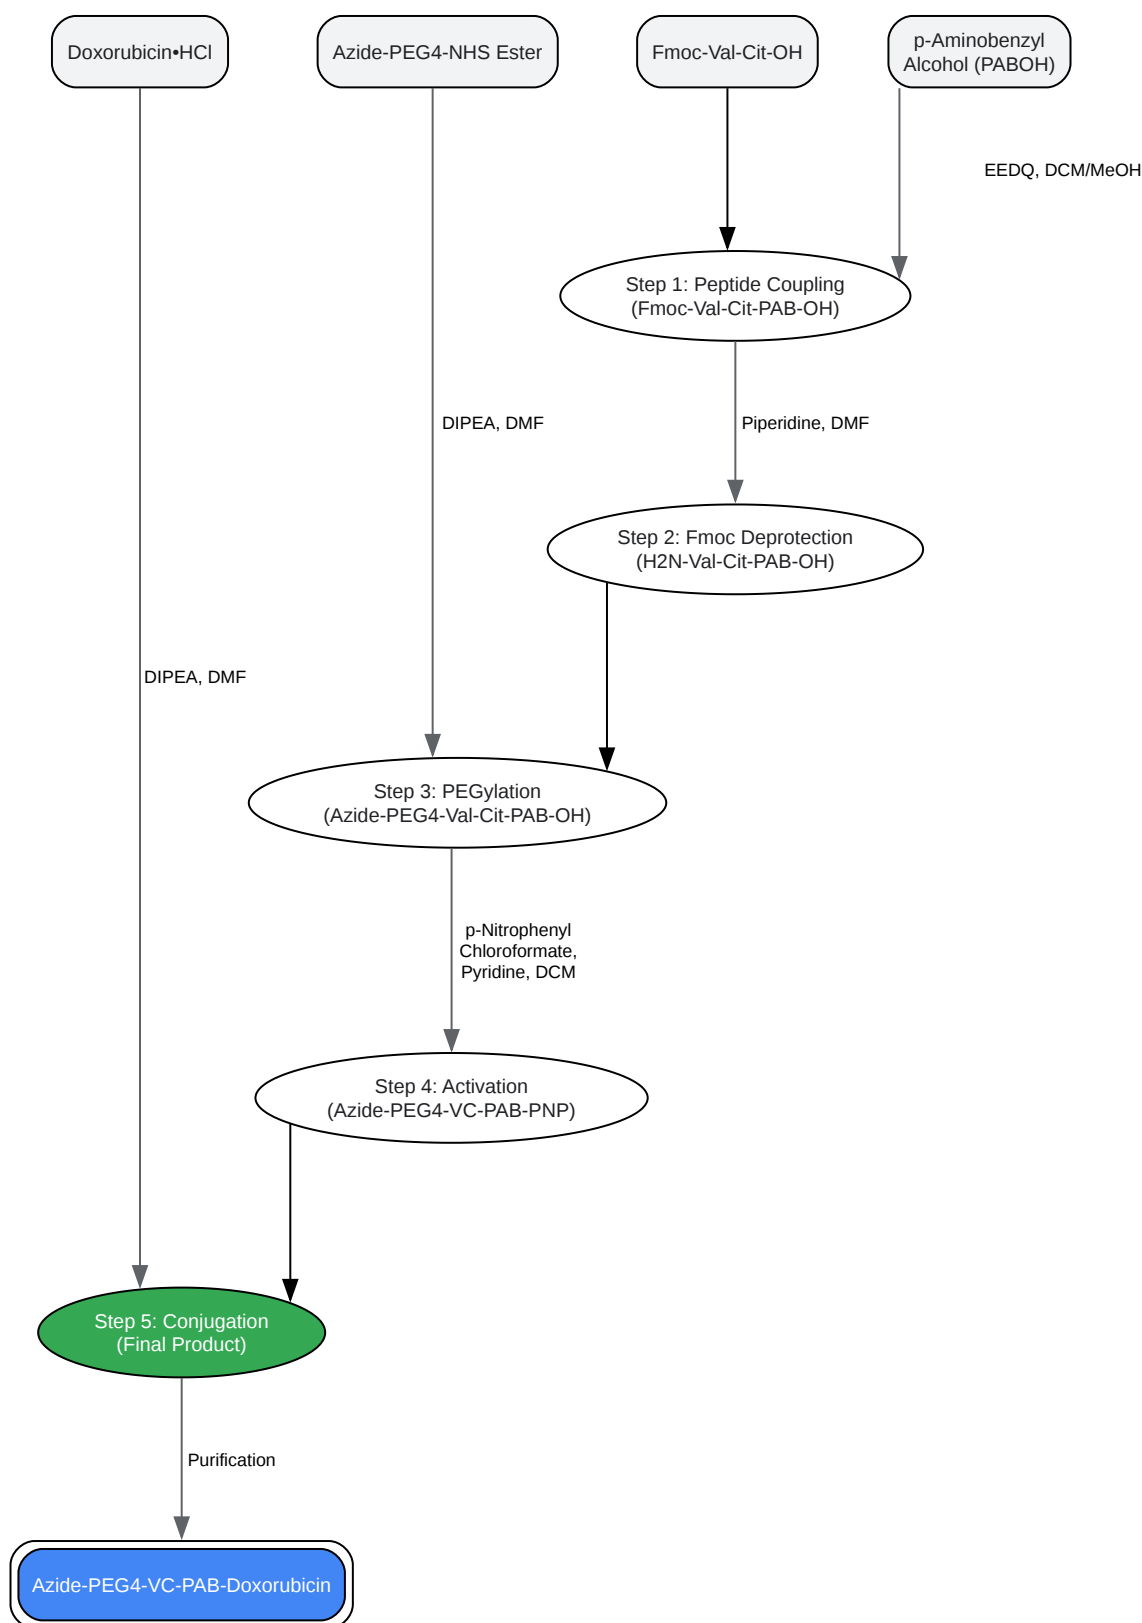 Doxorubicin•HCl
Azide-PEG4-NHS Ester
Fmoc-Val-Cit-OH
p-Aminobenzyl
Alcohol (PABOH)
EEDQ, DCM/MeOH
Step 1: Peptide Coupling
(Fmoc-Val-Cit-PAB-OH)
DIPEA, DMF
Piperidine, DMF
Step 2: Fmoc Deprotection
(H2N-Val-Cit-PAB-OH)
DIPEA, DMF
Step 3: PEGylation
(Azide-PEG4-Val-Cit-PAB-OH)
p-Nitrophenyl
Chloroformate,
Pyridine, DCM
Step 4: Activation
(Azide-PEG4-VC-PAB-PNP)
Step 5: Conjugation
(Final Product)
Purification
Azide-PEG4-VC-PAB-Doxorubicin